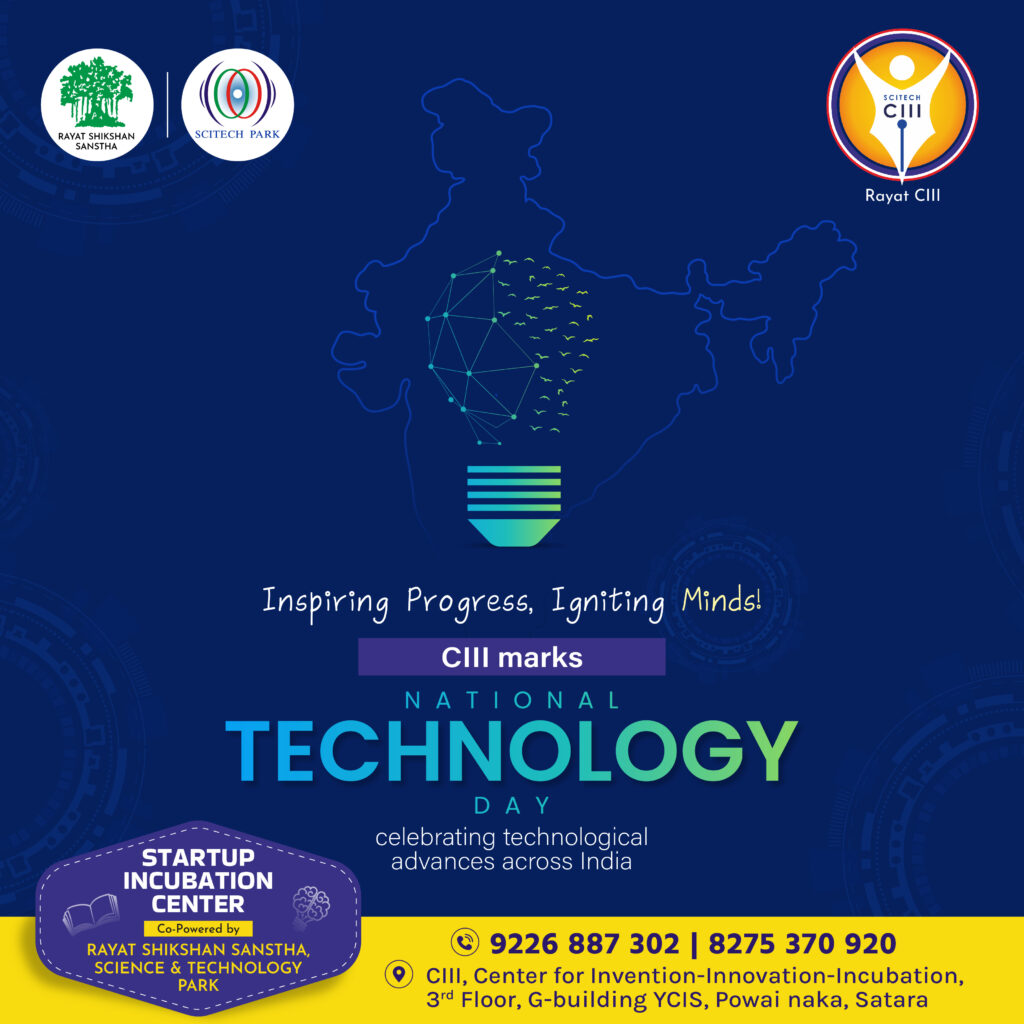 RAYAT SHIKSHAN
SANSTHA
SCITECH PARK
SCITECH
CIII
Rayat CIII
Inspiring Progress, Igniting Minds!
CIII marks
NATIONAL
TECHNOLOGY
DAY
celebrating technological
advances across India
STARTUP
INCUBATION
CENTER
Co-Powered by
RAYAT SHIKSHAN SANSTHA,
SCIENCE & TECHNOLOGY
PARK
9226 887 302 | 8275 370 920
CIII, Center for Invention-Innovation-Incubation,
3rd Floor, G-building YCIS, Powai naka, Satara